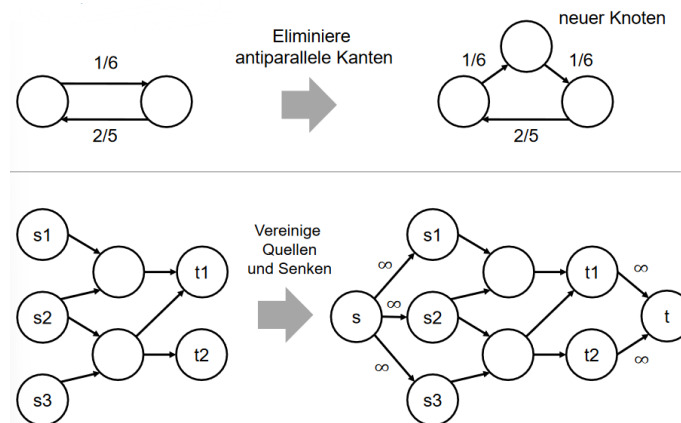 neuer Knoten
Eliminiere
antiparallele Kanten
1/6
2/5
1/6
1/6
2/5
Vereinige
Quellen
und Senken
s1
s2
s3
t1
t2
s
∞
∞
∞
s1
s2
s3
t1
t2
∞
∞
t